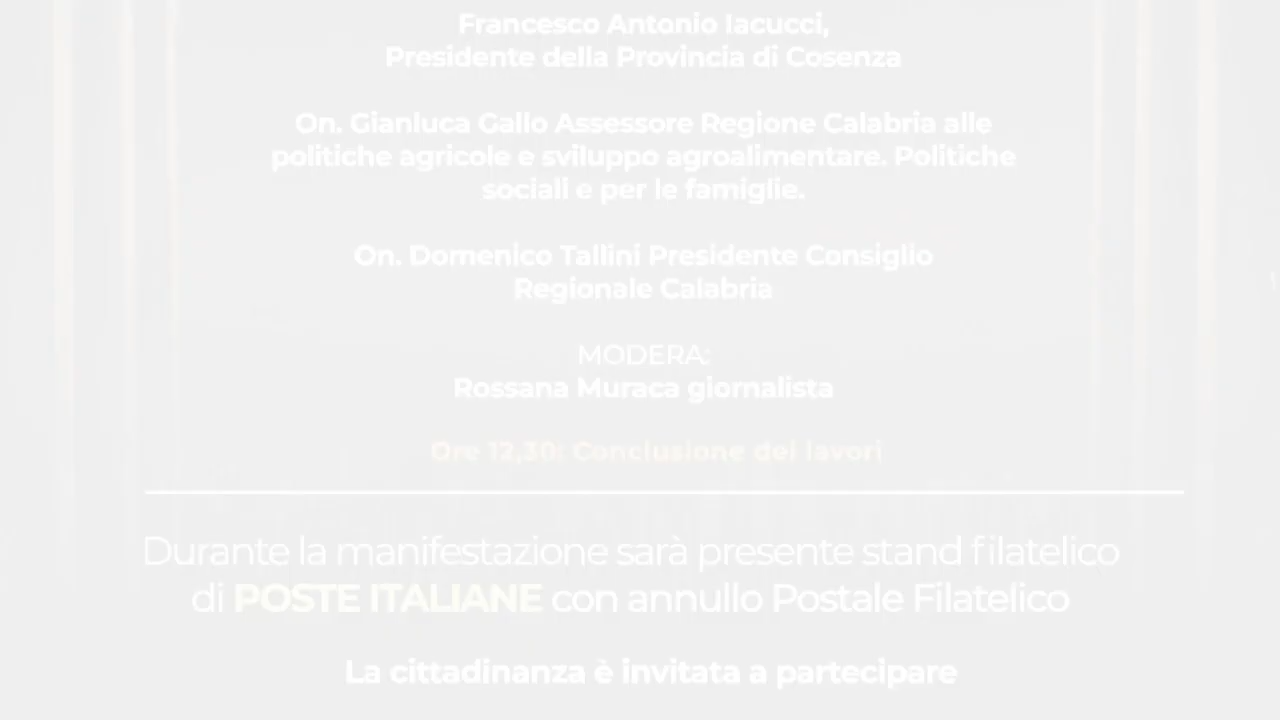 Francesco Antonio Iacucci,
Presidente della Provincia di Cosenza
On. Gianluca Gallo Assessore Regione Calabria alle
politiche agricole e sviluppo agroalimentare. Politiche
sociali e per le famiglie.
On. Domenico Tallini Presidente Consiglio
Regionale Calabria
MODERA:
Rossana Muraca giornalista
Ore 12,30: Conclusione dei lavori
Durante la manifestazione sarà presente stand filatelico
di POSTE ITALIANE con annullo Postale Filatelico
La cittadinanza è invitata a partecipare